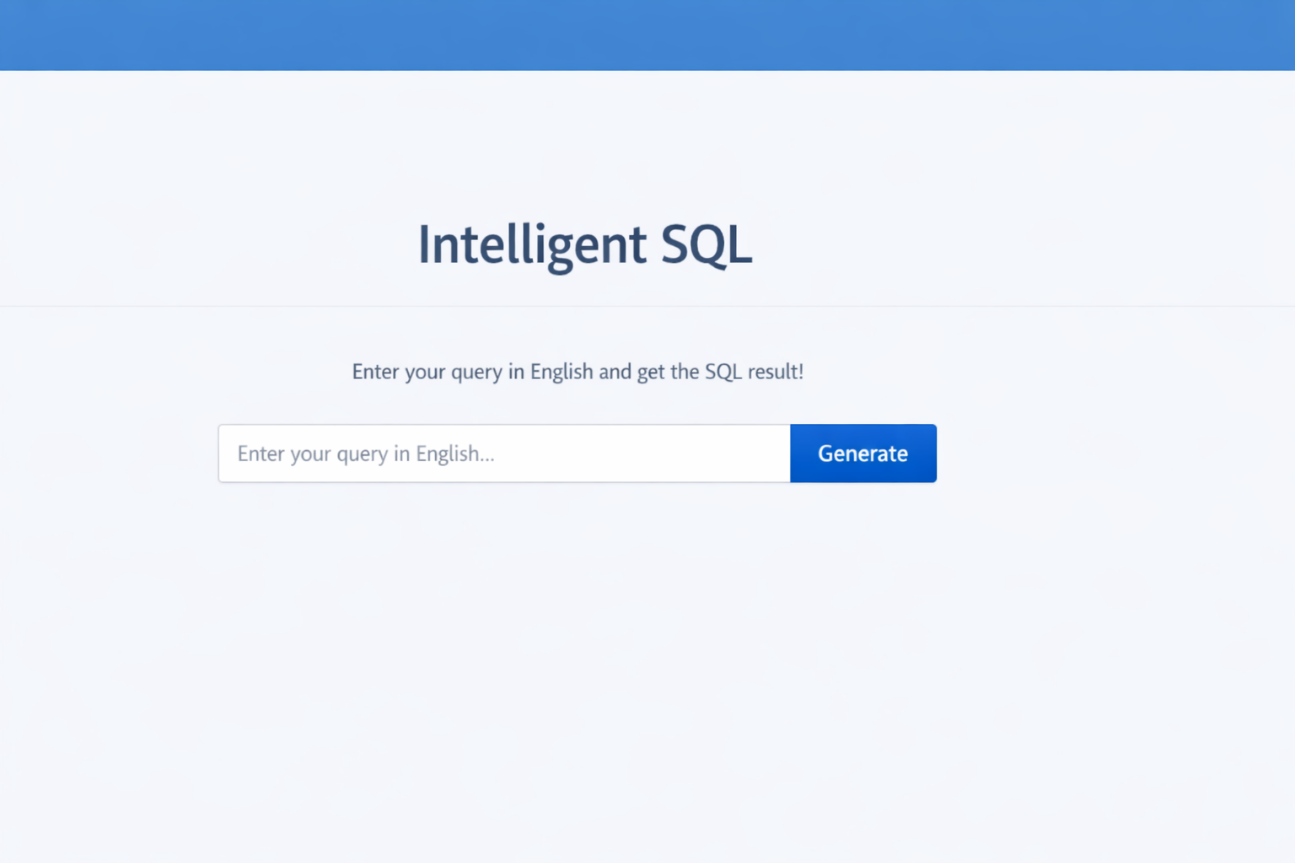 Intelligent SQL
Enter your query in English and get the SQL result!
Enter your query in English...
Generate